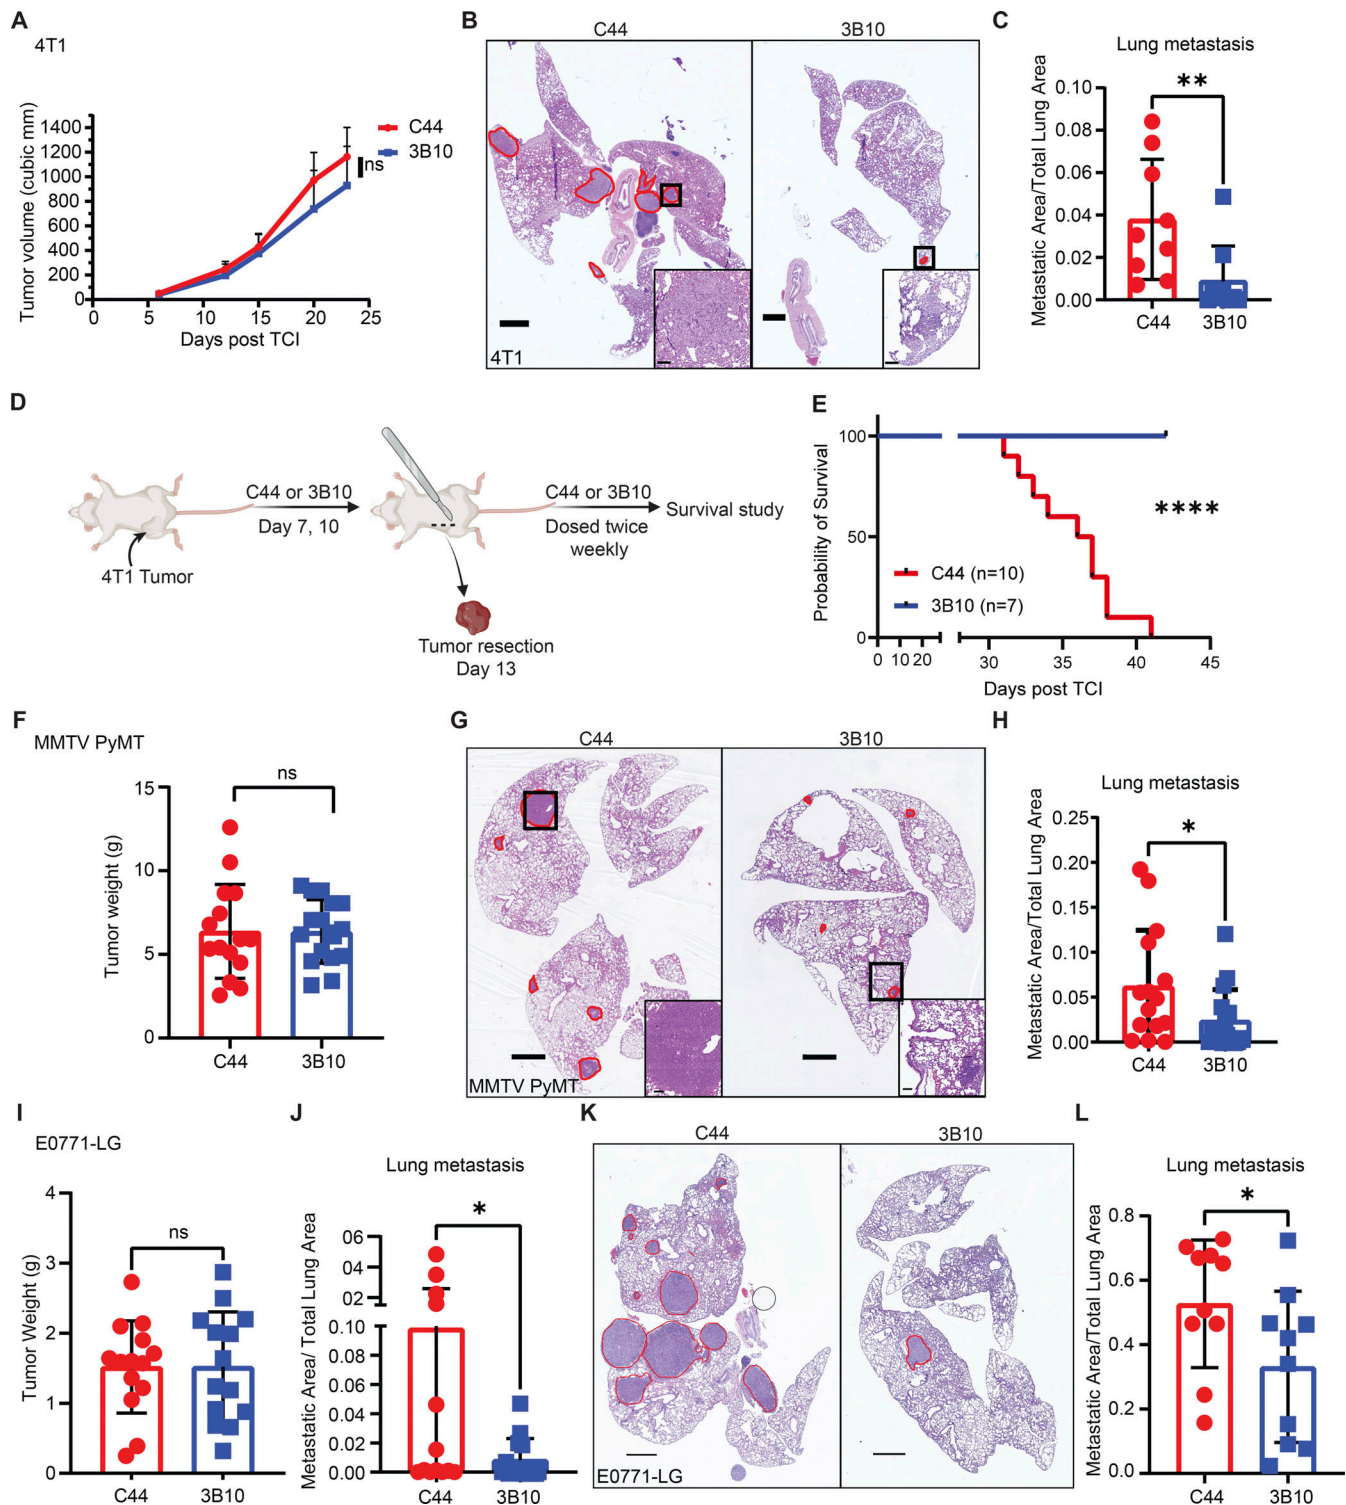 A
4T1
Tumor volume (cubic mm)
1400
1200
1000
800
600
400
200
0
0 5 10 15 20 25
Days post TCI
C44
3B10
ns
B
C44 3B10
4T1
C
Lung metastasis
**
Metastatic Area/Total Lung Area
0.10
0.08
0.06
0.04
0.02
0.00
C44 3B10
D
4T1 Tumor
C44 or 3B10
Day 7, 10
Tumor resection
Day 13
C44 or 3B10
Dosed twice
weekly
Survival study
E
Probability of Survival
100
50
0
0 10 20 30 35 40 45
Days post TCI
****
C44 (n=10)
3B10 (n=7)
F
MMTV PyMT
Tumor weight (g)
ns
15
10
5
0
C44 3B10
G
C44 3B10
MMTV PyMT
H
Lung metastasis
*
Metastatic Area/Total Lung Area
0.25
0.20
0.15
0.10
0.05
0.00
C44 3B10
I
E0771-LG
Tumor Weight (g)
ns
4
3
2
1
0
C44 3B10
J
Lung metastasis
*
Metastatic Area/ Total Lung Area
06
04
02
0.10
0.08
0.06
0.04
0.02
0.00
C44 3B10
K
C44 3B10
E0771-LG
L
Lung metastasis
*
Metastatic Area/Total Lung Area
0.8
0.6
0.4
0.2
0.0
C44 3B10